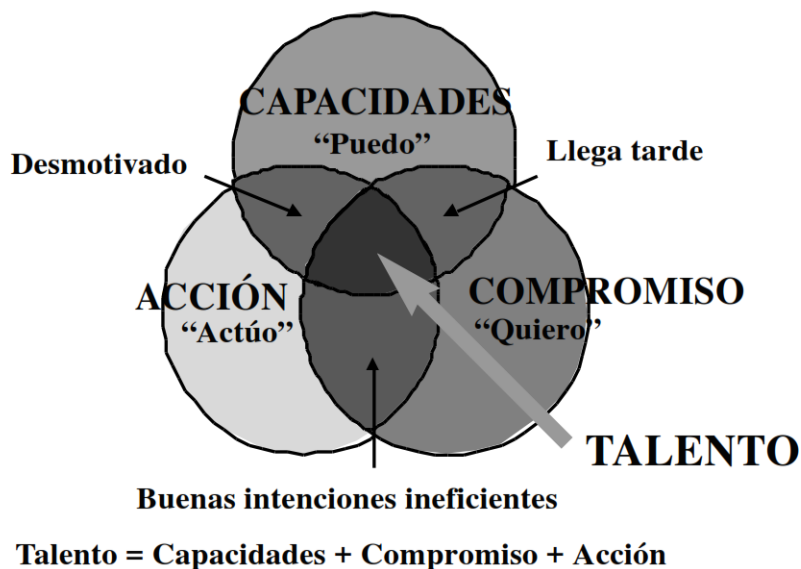 CAPACIDADES
“Puedo”
Desmotivado
Llega tarde
ACCIÓN
“Actúo”
COMPROMISO
“Quiero”
TALENTO
Buenas intenciones ineficientes
Talento = Capacidades + Compromiso + Acción